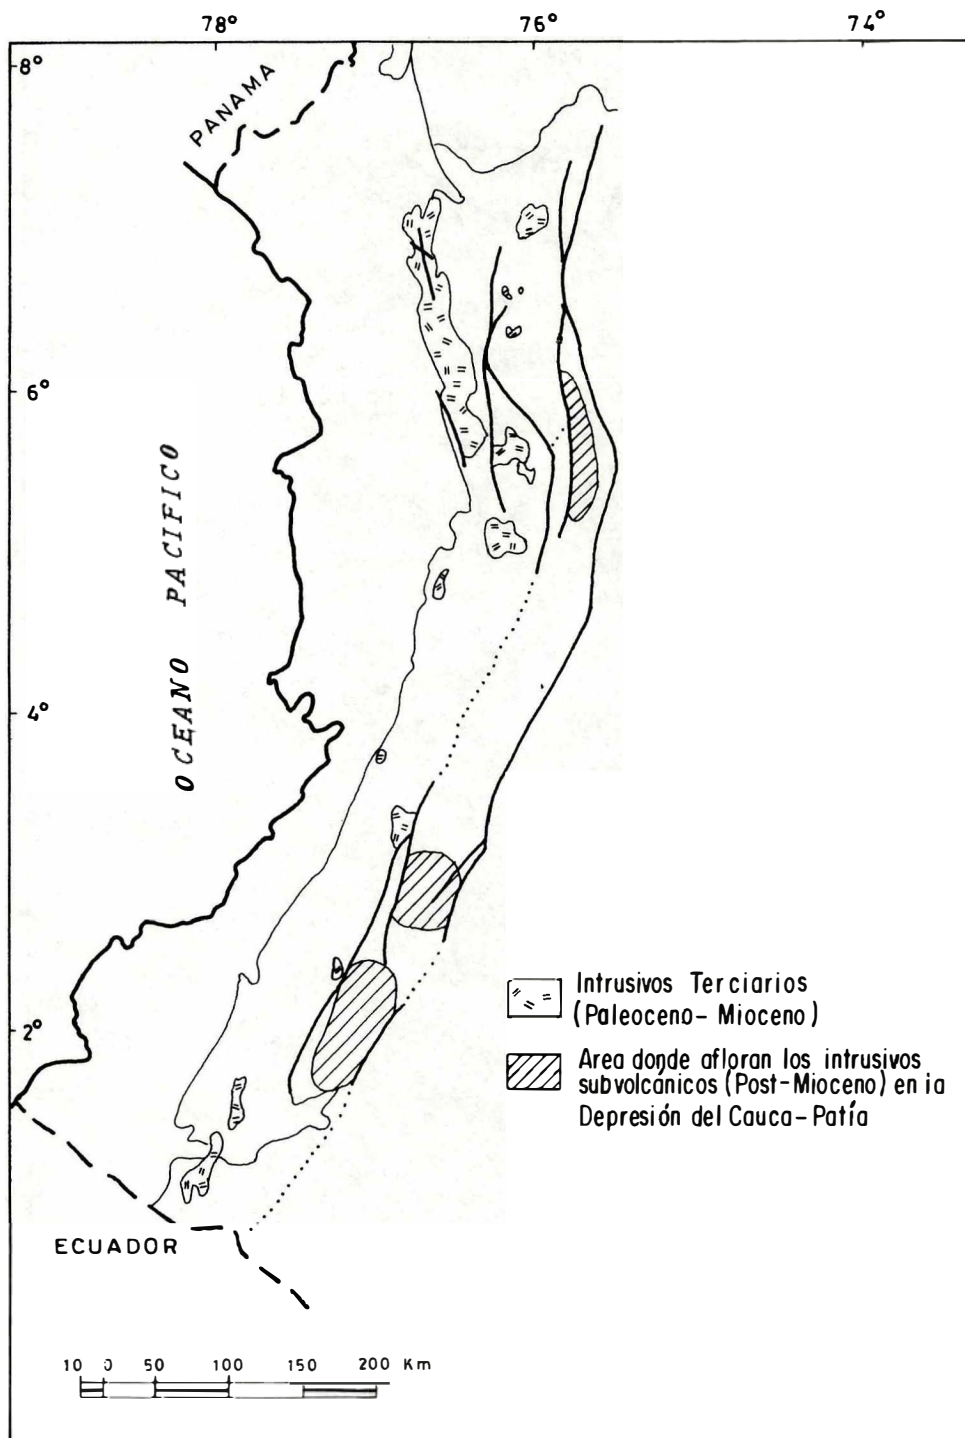 78°
76°
74°
8°
PANAMA
6°
OCEANO PACIFICO
4°
2°
Intrusivos Terciarios
(Paleoceno- Mioceno)
Area donde afloran los intrusivos
subvolcánicos (Post-Mioceno) en la
Depresión del Cauca-Patía
ECUADOR
10 0 50 100 150 200 Km